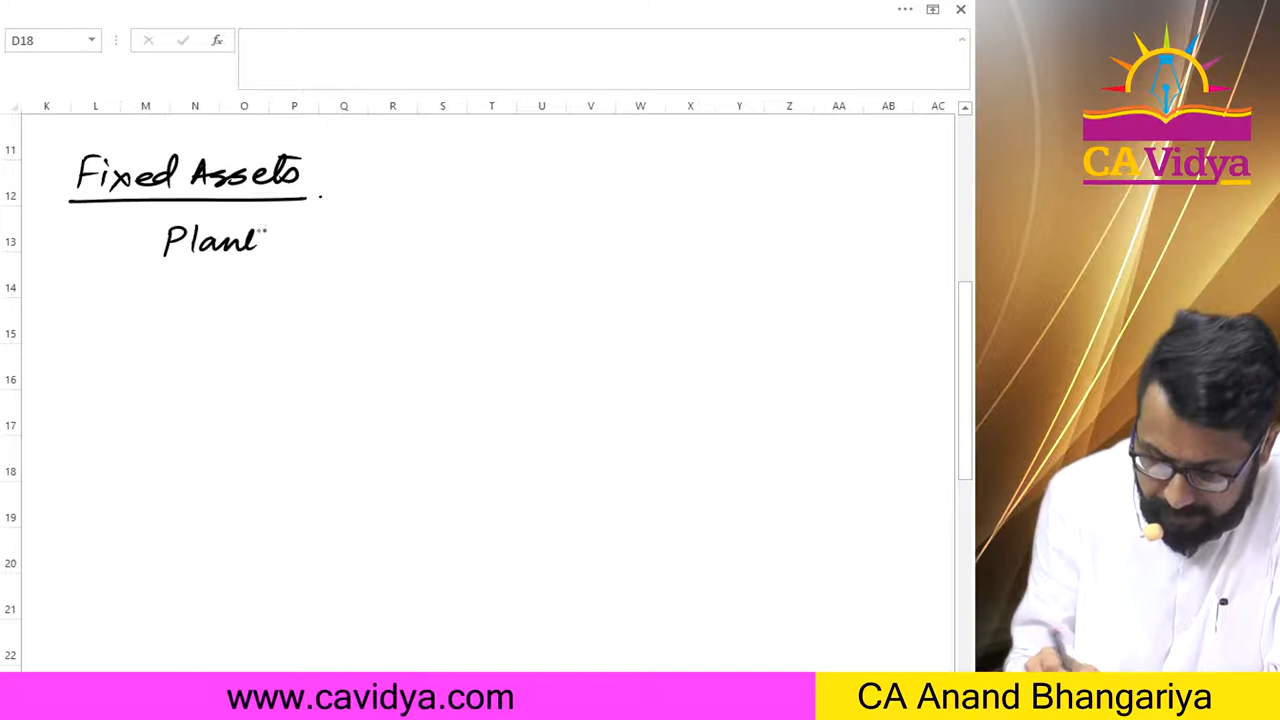 D18
fx
K L M N O P Q R S T U V W X Y Z AA AB AC
11
Fixed Assets
12
Plant
13
14
15
16
17
18
19
20
21
22
CA Vidya
www.cavidya.com
CA Anand Bhangariya